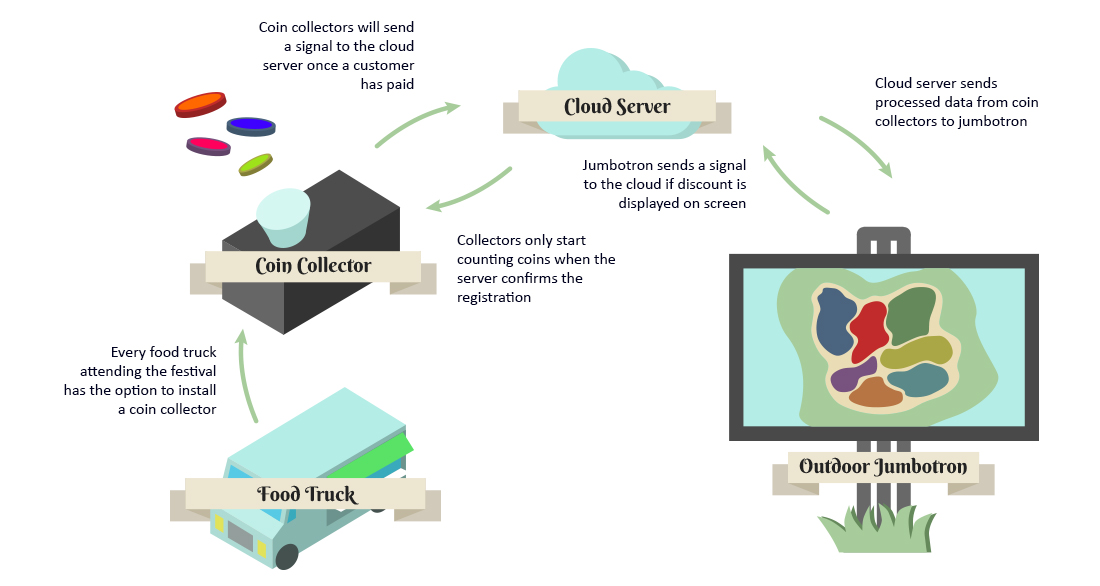 Coin collectors will send
a signal to the cloud
server once a customer
has paid
Cloud Server
Cloud server sends
processed data from coin
collectors to jumbotron
Jumbotron sends a signal
to the cloud if discount is
displayed on screen
Collectors only start
counting coins when the
server confirms the
registration
Coin Collector
Every food truck
attending the festival
has the option to install
a coin collector
Food Truck
Outdoor Jumbotron